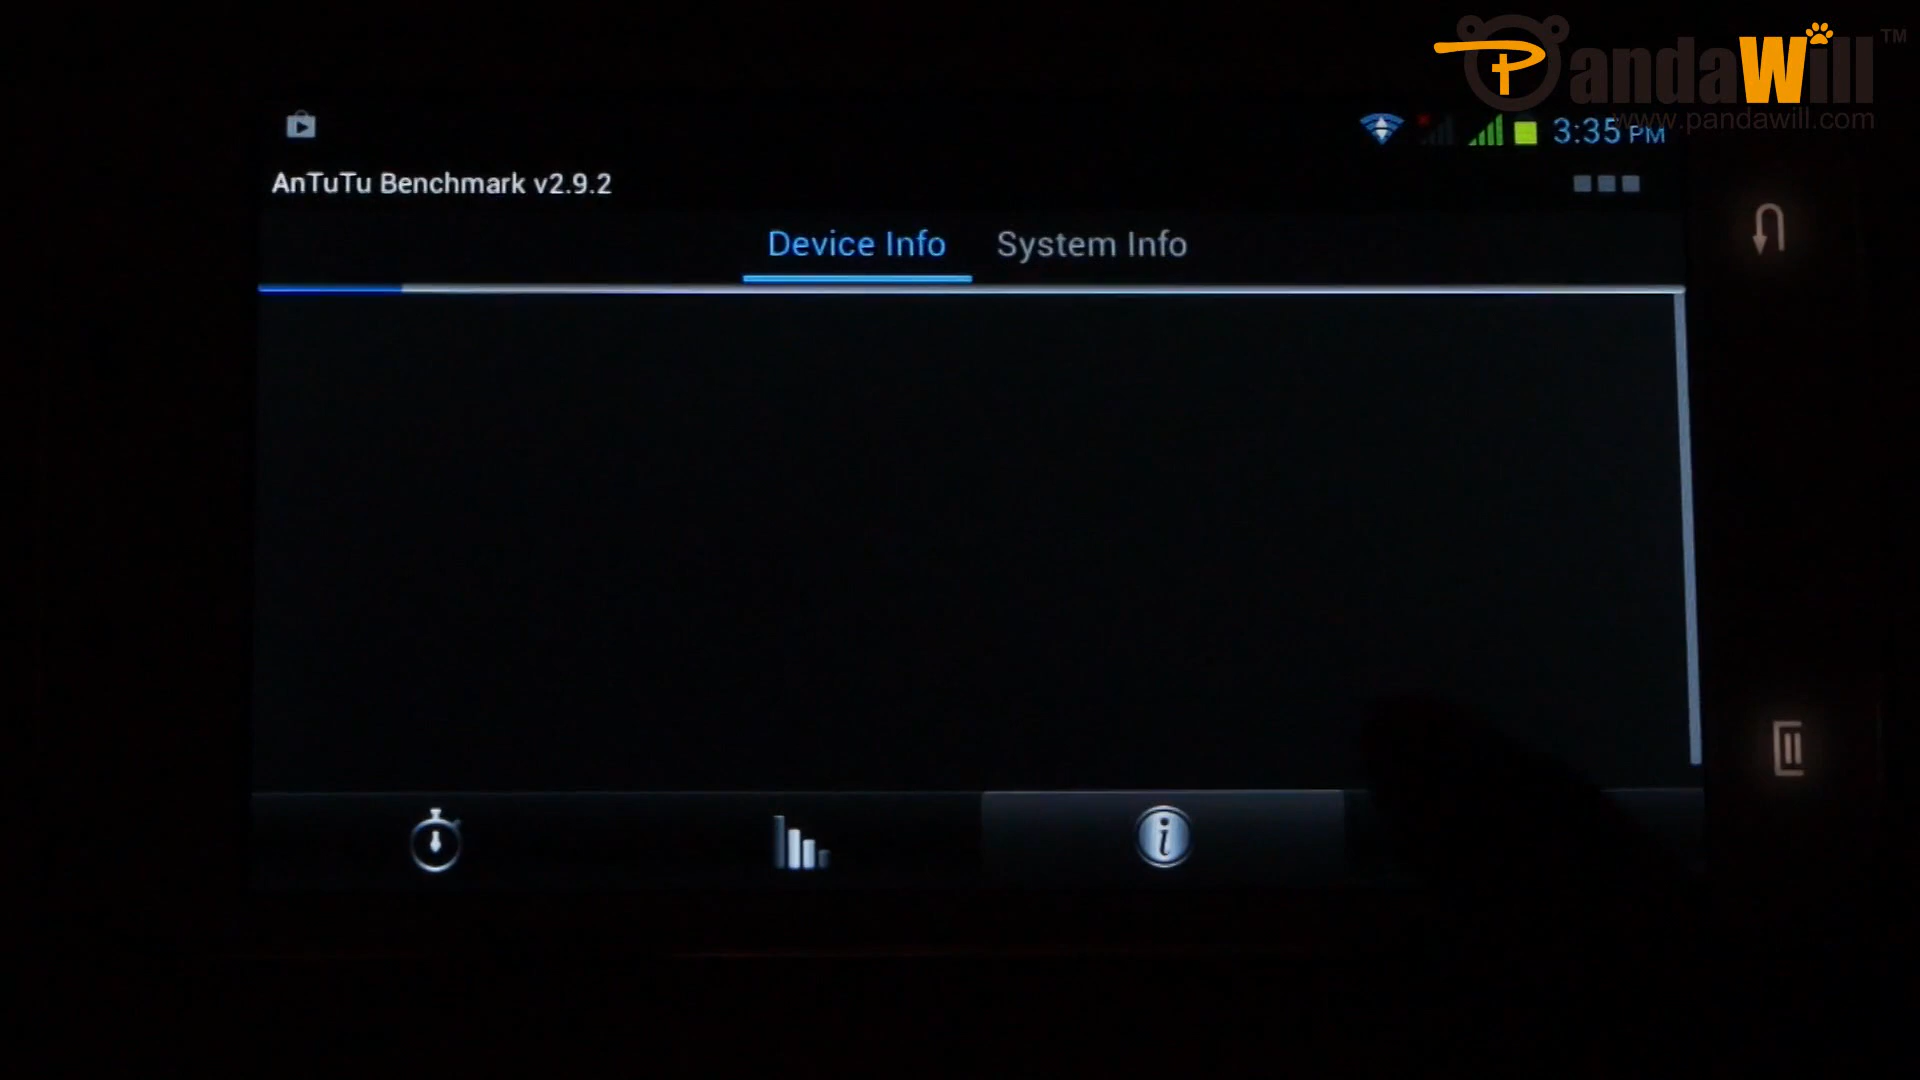 PandaWill TM
www.pandawill.com
3:35 PM
AnTuTu Benchmark v2.9.2
Device Info System Info